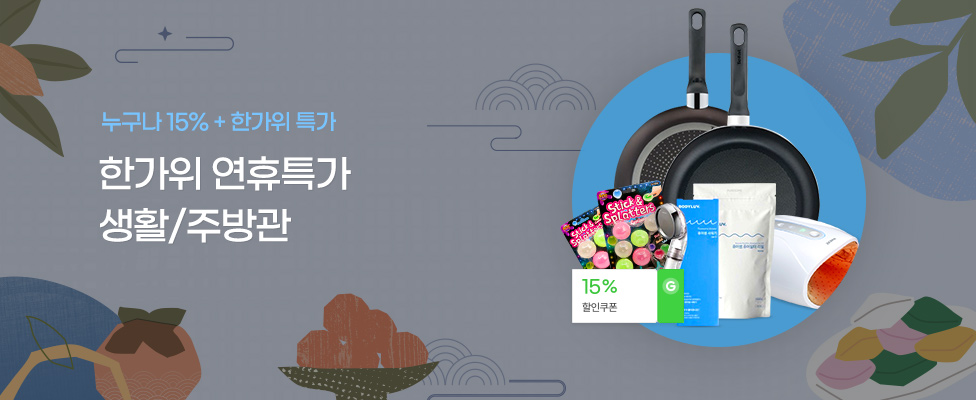 누구나 15% + 한가위 특가
한가위 연휴특가
생활/주방관
Stick &
Splatters
Stick &
Splatters
BODYLUV.
15%
할인쿠폰
G